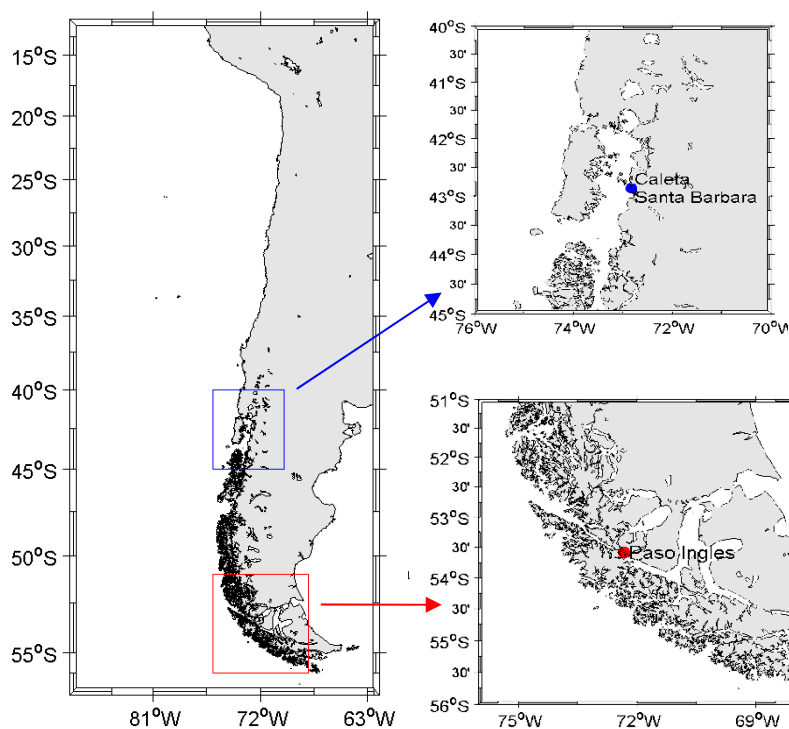 15°S
20°S
25°S
30°S
35°S
40°S
45°S
50°S
55°S
81°W
72°W
63°W
40°S
30'
41°S
30'
42°S
30'
43°S
30'
44°S
30'
45°S
76°W
74°W
72°W
70°W
Caleta
Santa Barbara
51°S
30'
52°S
30'
53°S
30'
54°S
30'
55°S
30'
56°S
75°W
72°W
69°W
Paso Ingles